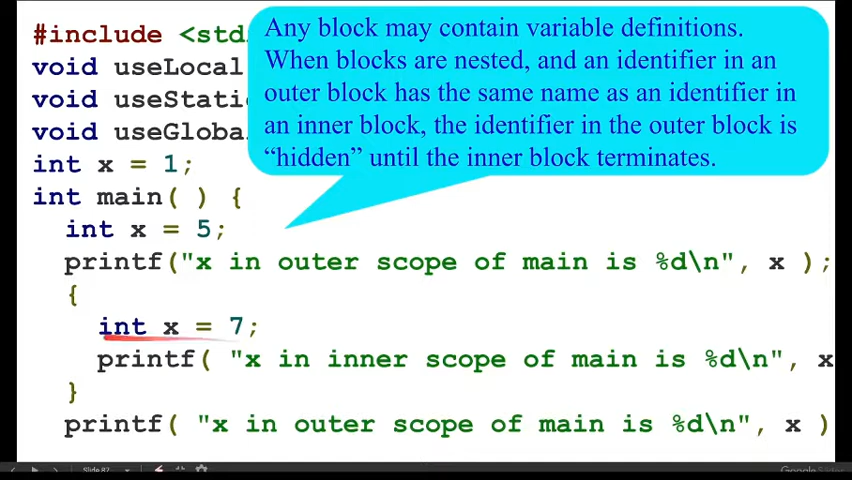 Any block may contain variable definitions.
When blocks are nested, and an identifier in an
outer block has the same name as an identifier in
an inner block, the identifier in the outer block is
“hidden” until the inner block terminates.
#include <std
void useLocal
void useStati
void useGloba
int x = 1;
int main( ) {
int x = 5;
printf("x in outer scope of main is %d\n", x );
{
int x = 7;
printf( "x in inner scope of main is %d\n", x
}
printf( "x in outer scope of main is %d\n", x )
Slide 82
Google Slides